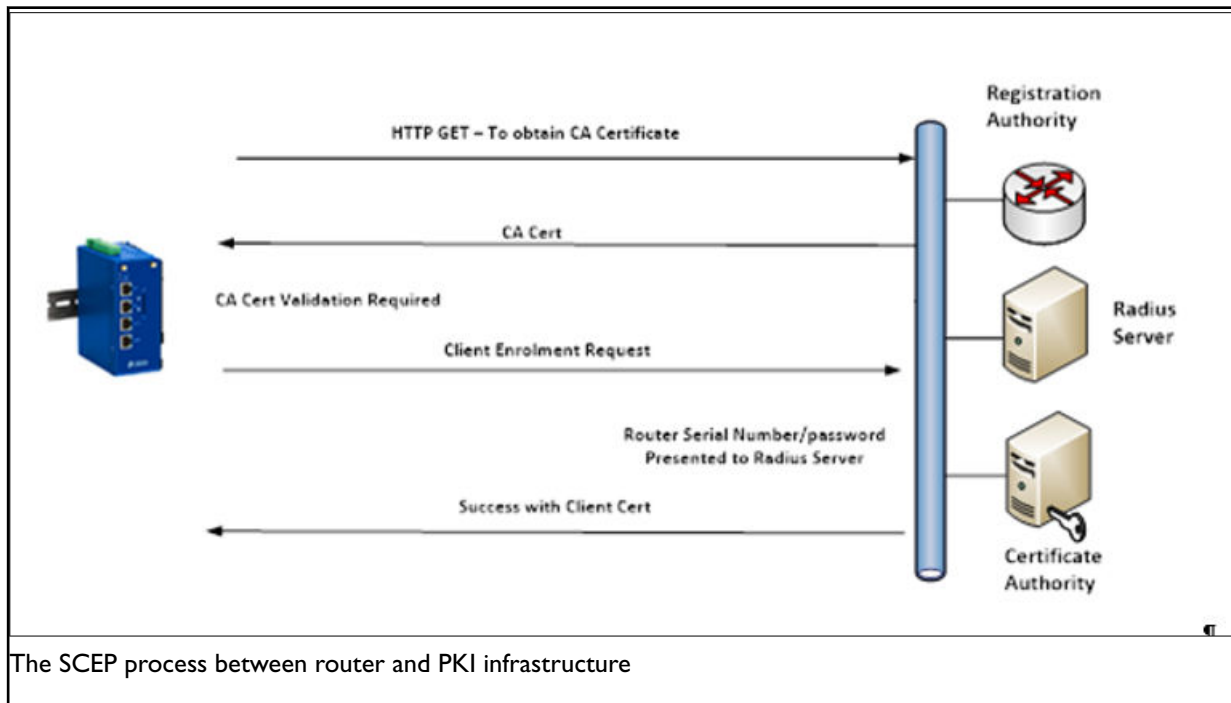 Registration
Authority
HTTP GET – To obtain CA Certificate
CA Cert
CA Cert Validation Required
Radius
Server
Client Enrolment Request
Router Serial Number/password
Presented to Radius Server
Success with Client Cert
Certificate
Authority
¶
The SCEP process between router and PKI infrastructure